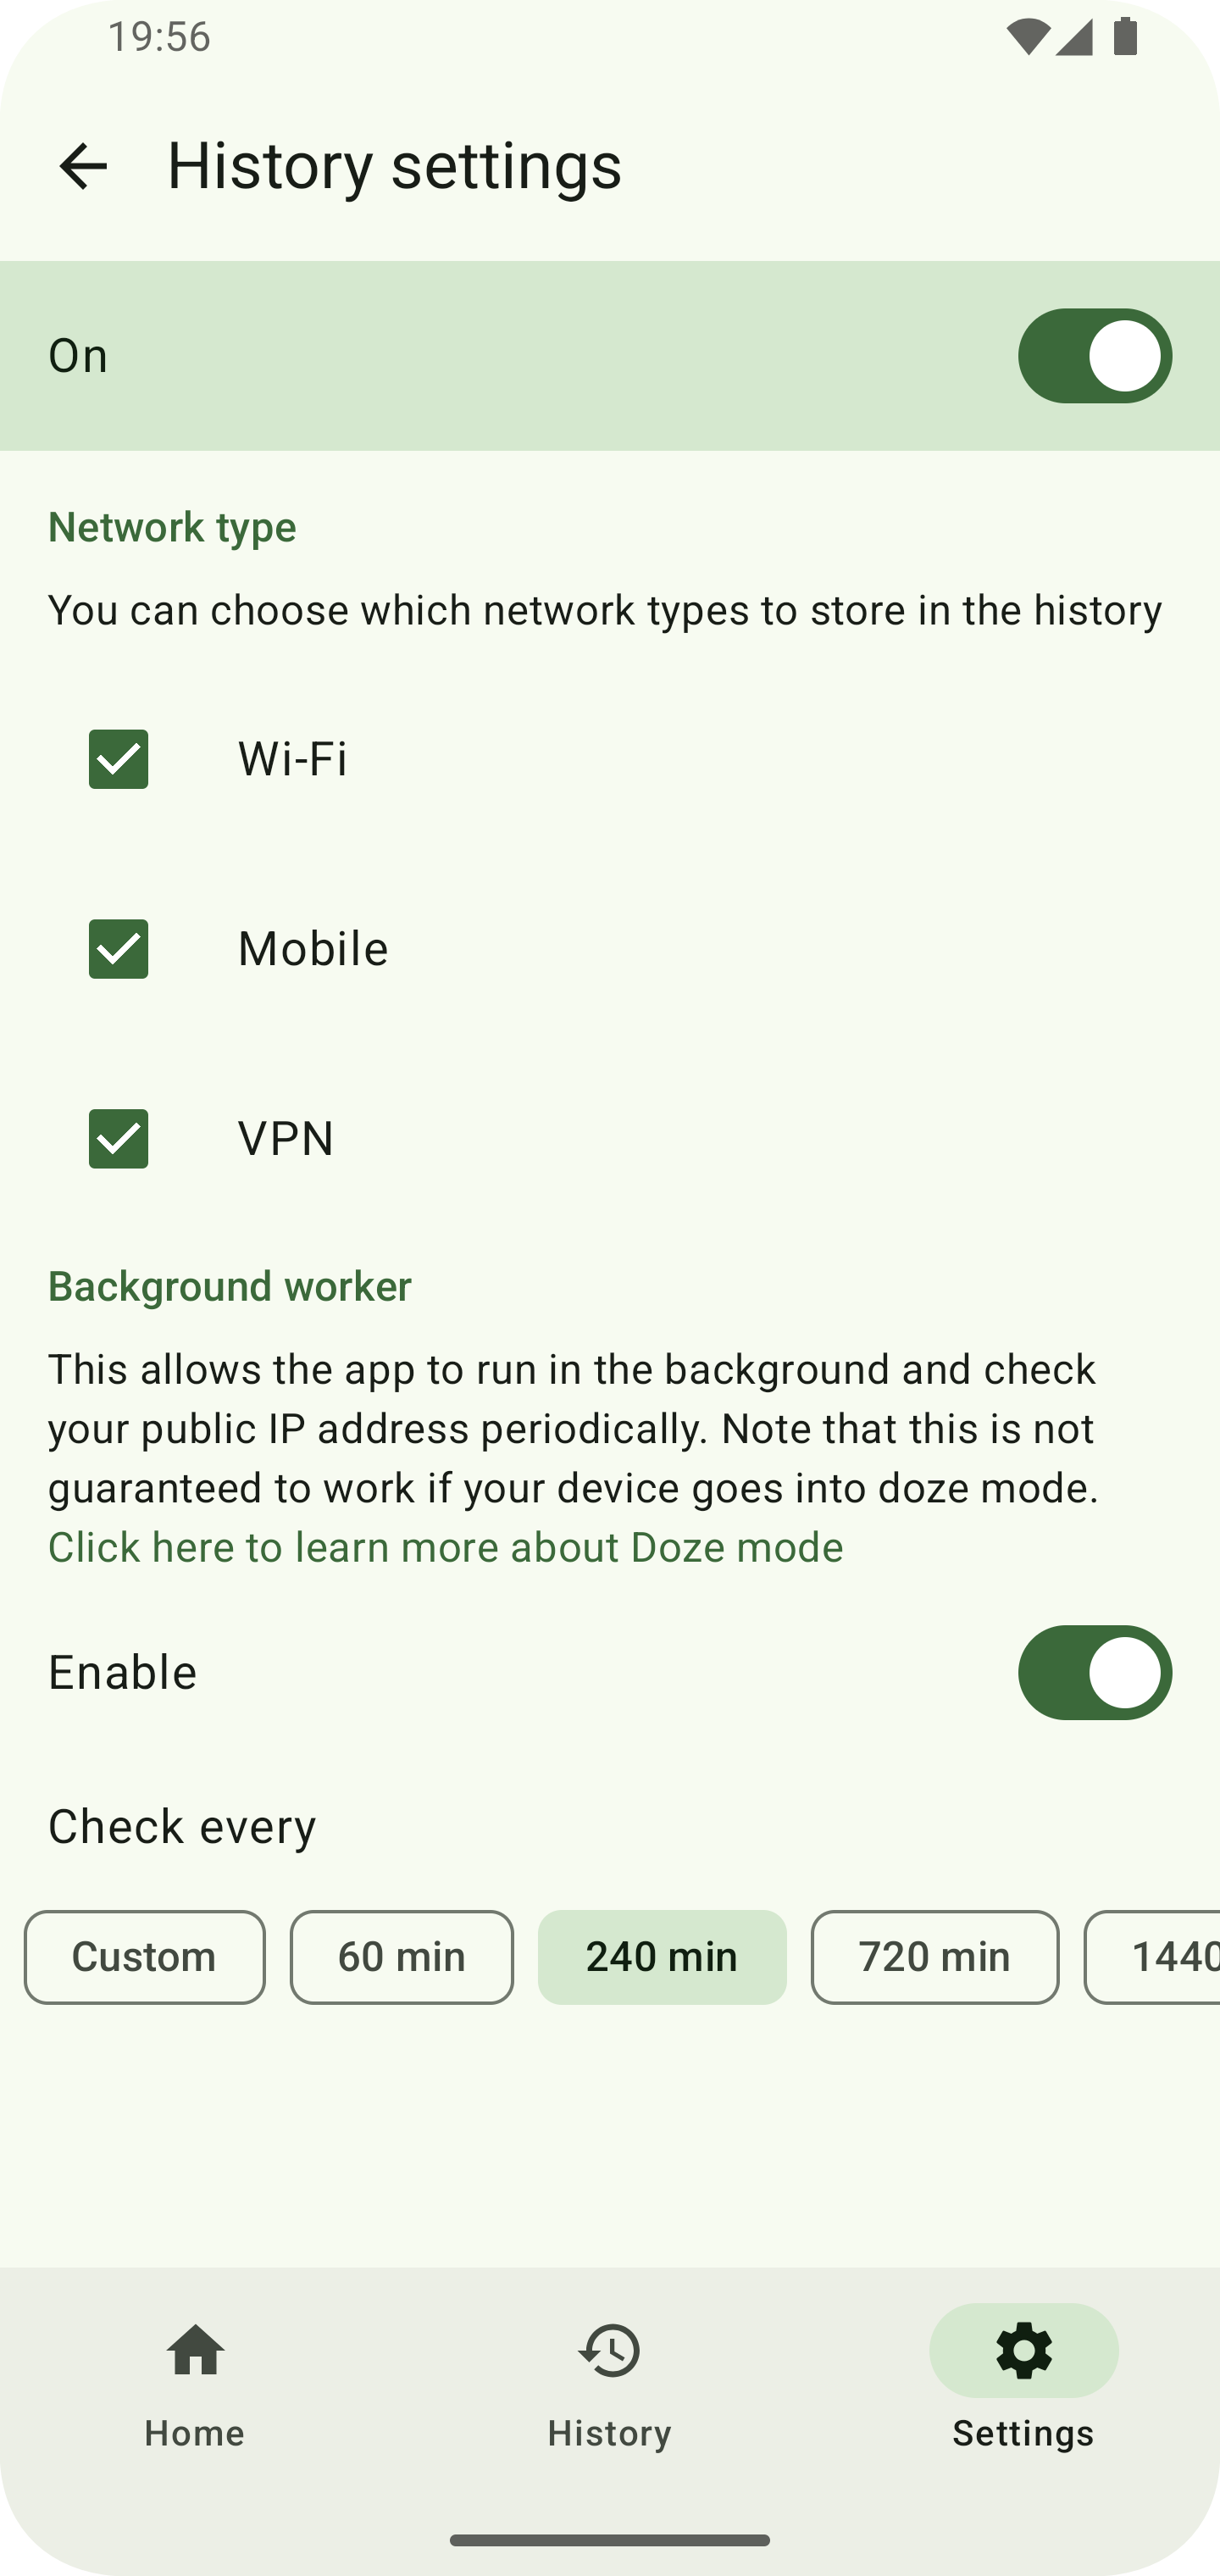 19:56
History settings
On
Network type
You can choose which network types to store in the history
Wi-Fi
Mobile
VPN
Background worker
This allows the app to run in the background and check
your public IP address periodically. Note that this is not
guaranteed to work if your device goes into doze mode.
Click here to learn more about Doze mode
Enable
Check every
Custom
60 min
240 min
720 min
1440
Home
History
Settings